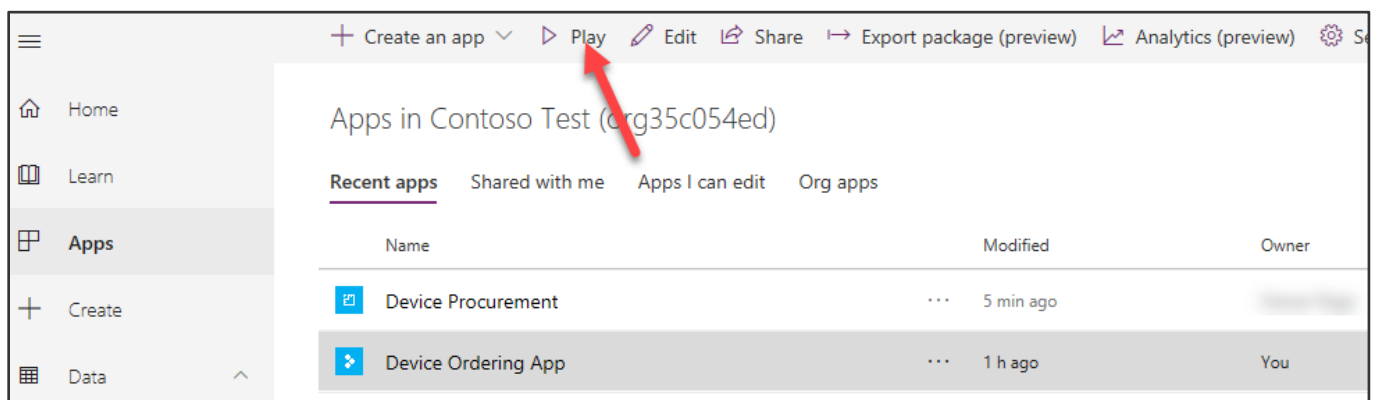 Create an app Play Edit Share Export package (preview) Analytics (preview)
Home
Apps in Contoso Test (org35c054ed)
Learn
Recent apps Shared with me Apps I can edit Org apps
Apps
Name Modified Owner
Create
Device Procurement ... 5 min ago
Data
Device Ordering App ... 1 h ago You